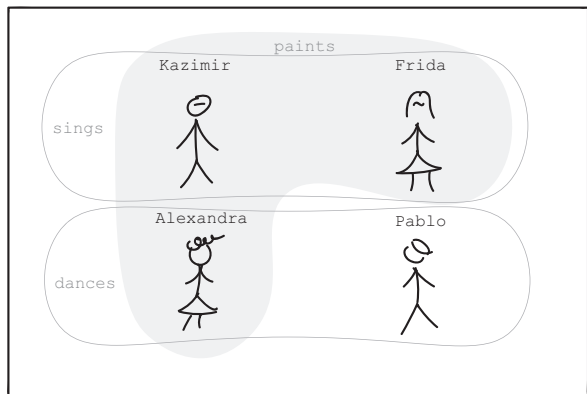 paints
Kazimir Frida
sings
Alexandra Pablo
dances